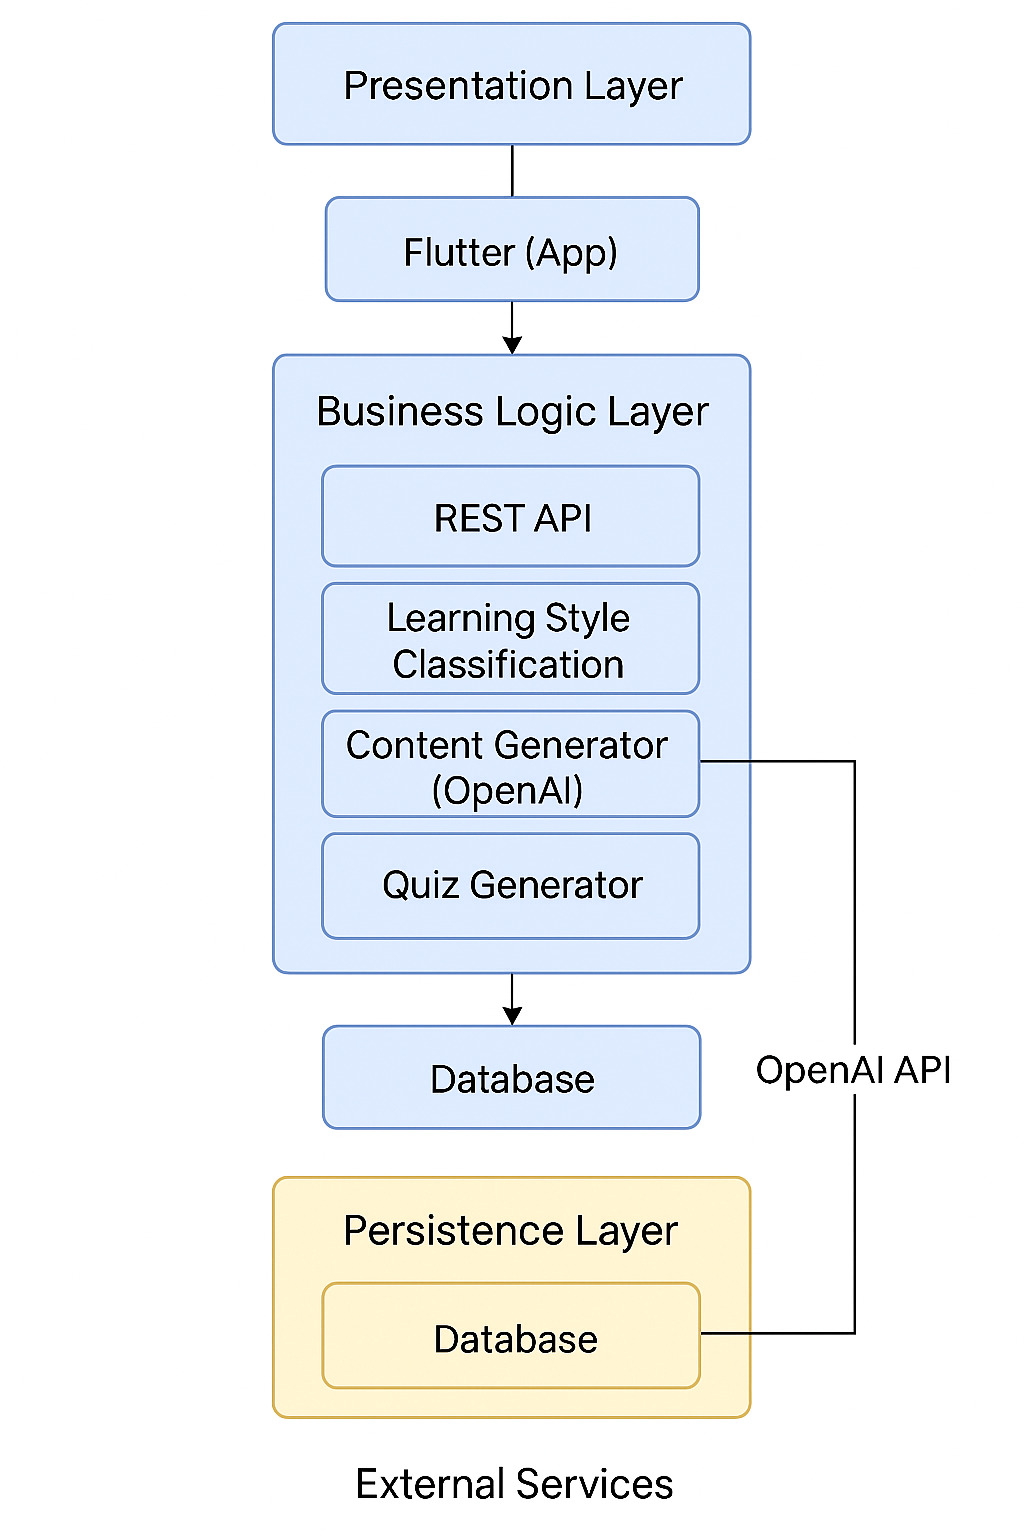 Presentation Layer
Flutter (App)
Business Logic Layer
REST API
Learning Style
Classification
Content Generator
(OpenAI)
Quiz Generator
Database
OpenAI API
Persistence Layer
Database
External Services